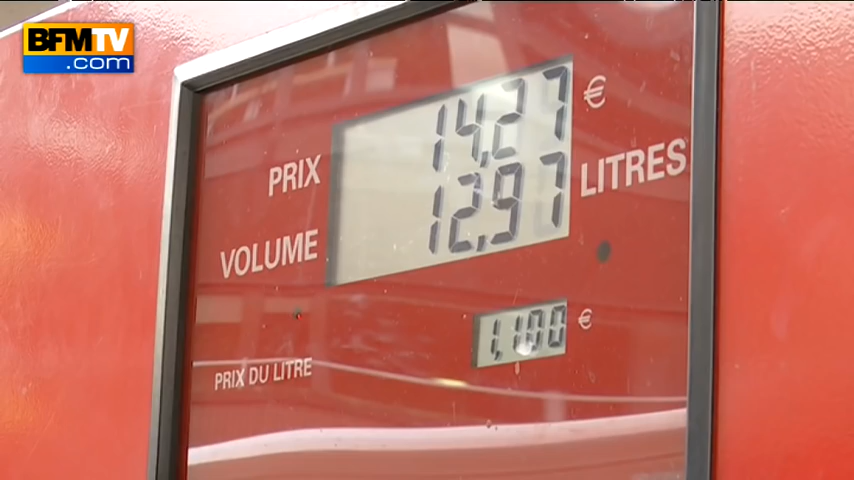 BFMTV
.com
PRIX 14.27 €
VOLUME 12.97 LITRES
PRIX DU LITRE 1,100 €